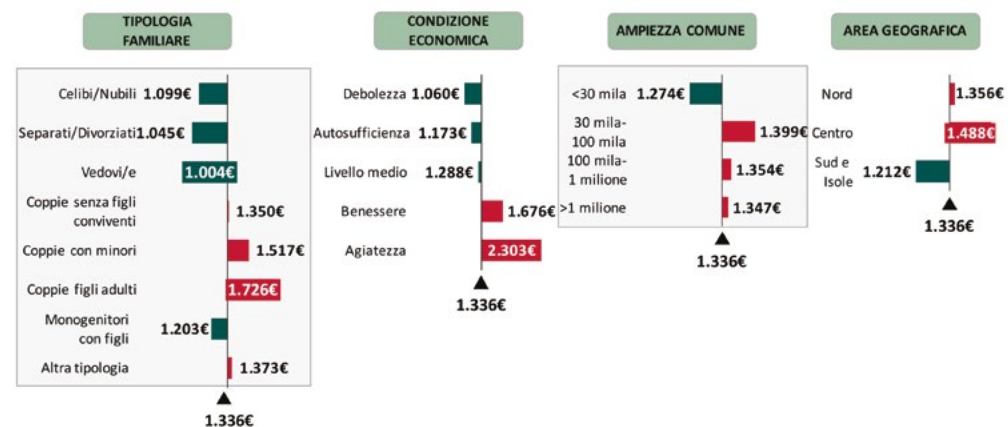 TIPOLOGIA
FAMILIARE
Celibi/Nubili 1.099€
Separati/Divorziati 1.045€
Vedovi/e 1.004€
Coppie senza figli
conviventi 1.350€
Coppie con minori 1.517€
Coppie figli adulti 1.726€
Monogenitori
con figli 1.203€
Altra tipologia 1.373€
1.336€
CONDIZIONE
ECONOMICA
Debolezza 1.060€
Autosufficienza 1.173€
Livello medio 1.288€
Benessere 1.676€
Agiatezza 2.303€
1.336€
AMPIEZZA COMUNE
<30 mila 1.274€
30 mila-
100 mila 1.399€
100 mila-
1 milione 1.354€
>1 milione 1.347€
1.336€
AREA GEOGRAFICA
Nord 1.356€
Centro 1.488€
Sud e
Isole 1.212€
1.336€